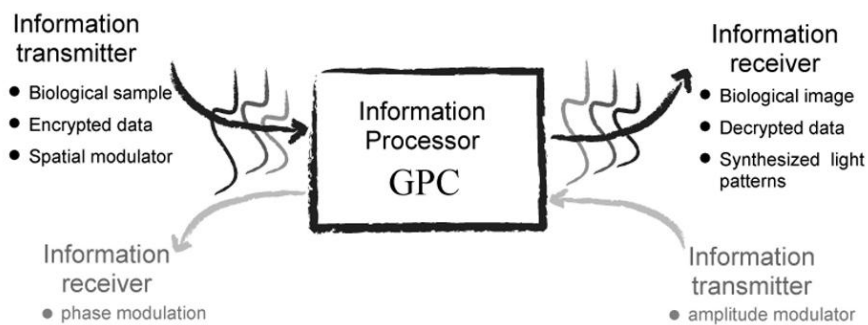 Information
transmitter
● Biological sample
● Encrypted data
● Spatial modulator
Information
Processor
GPC
Information
receiver
● Biological image
● Decrypted data
● Synthesized light
patterns
Information
receiver
● phase modulation
Information
transmitter
● amplitude modulator